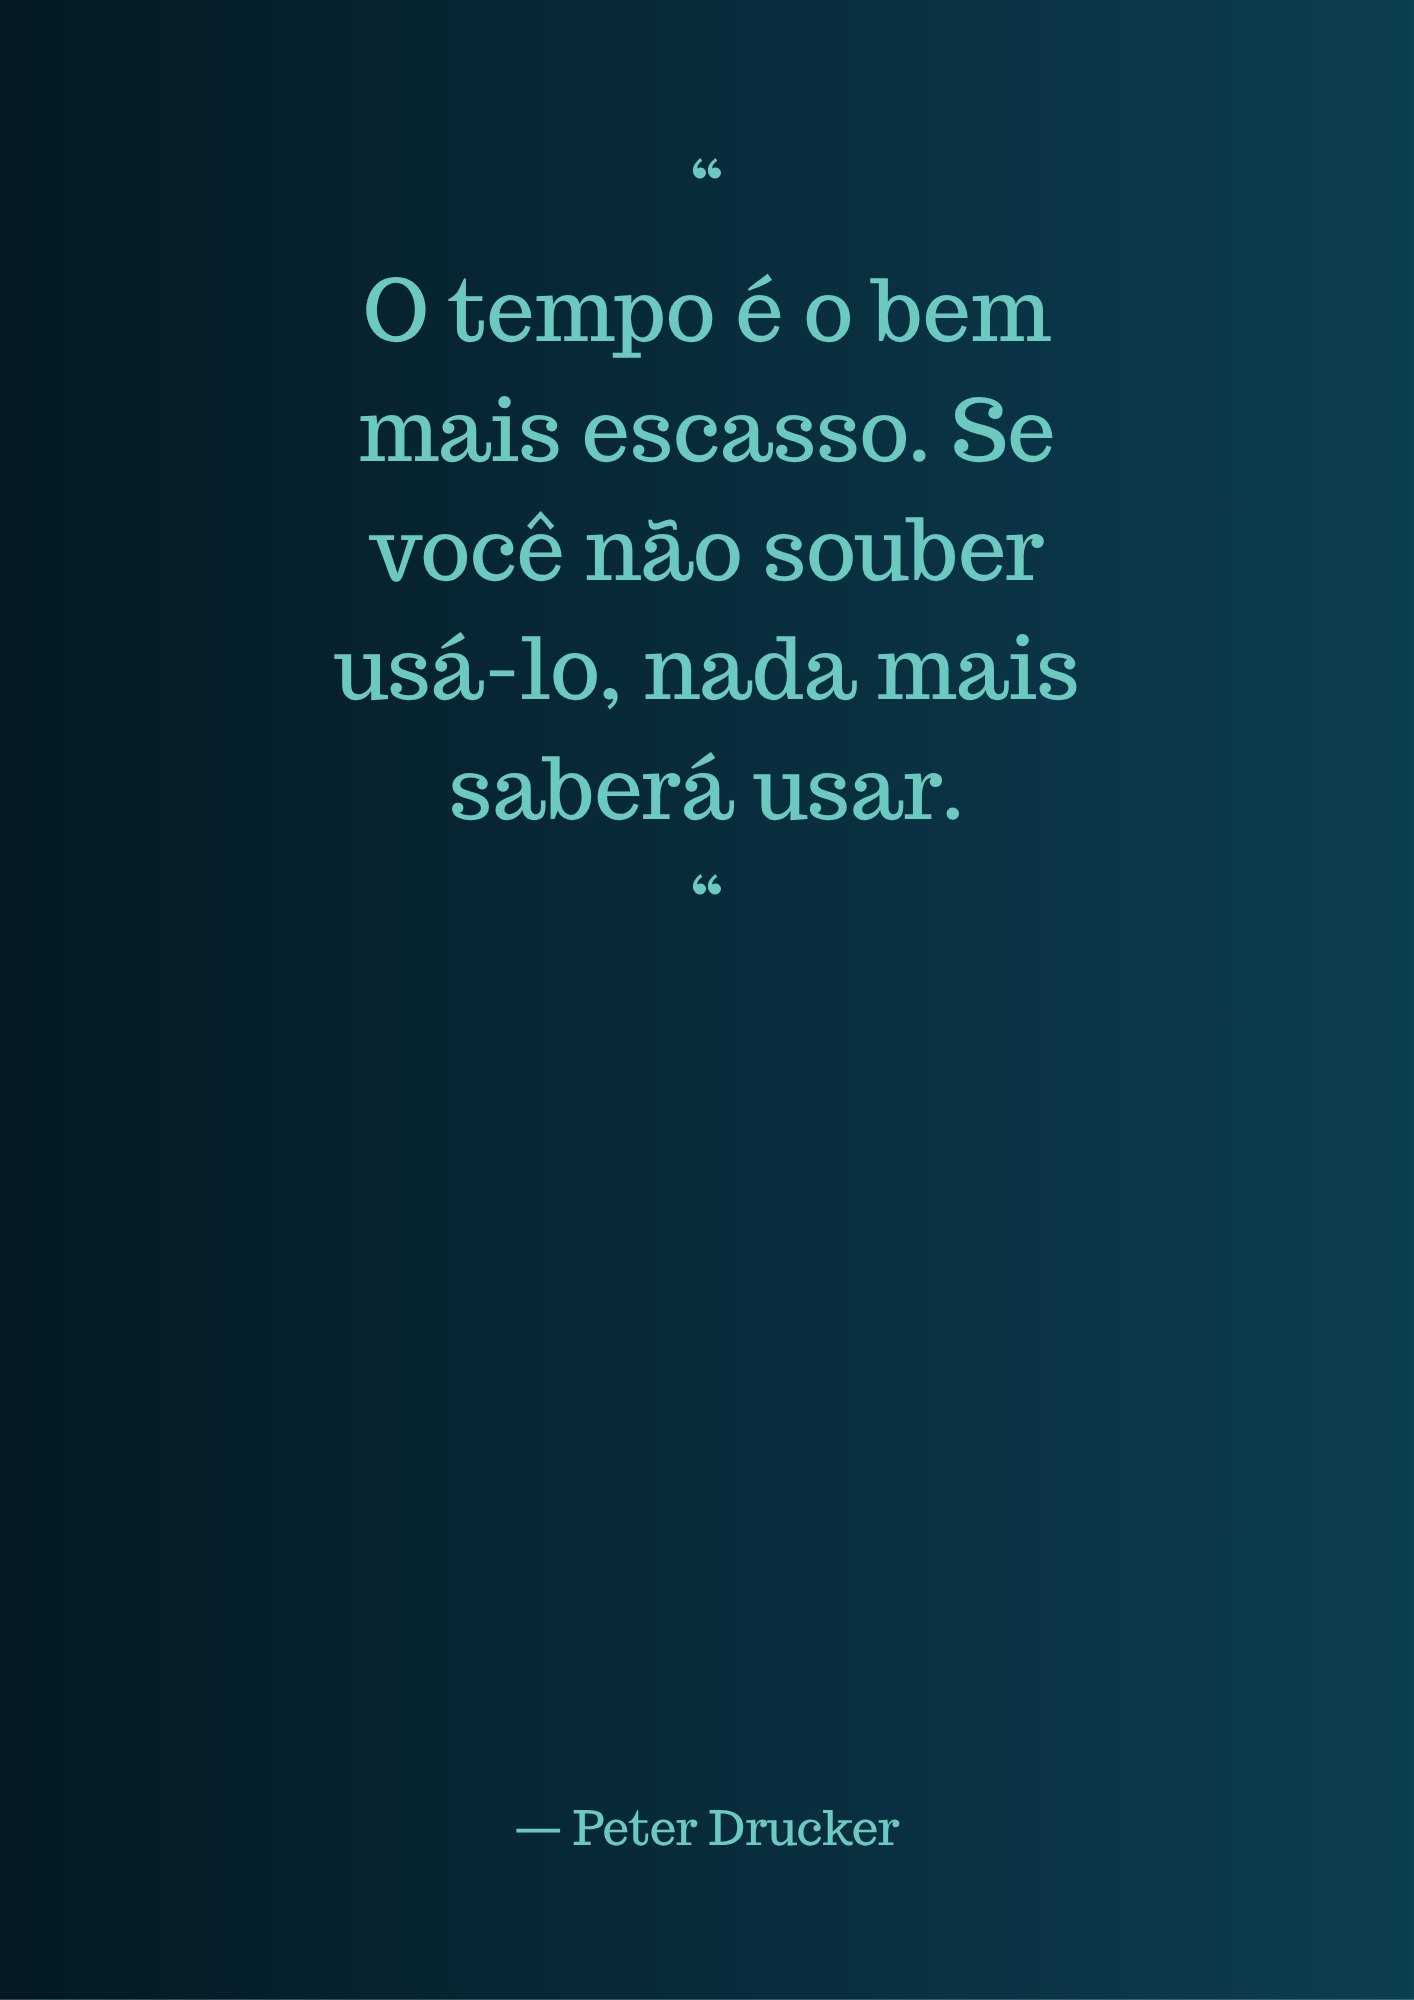 “
O tempo é o bem
mais escasso. Se
você não souber
usá-lo, nada mais
saberá usar.
“
— Peter Drucker